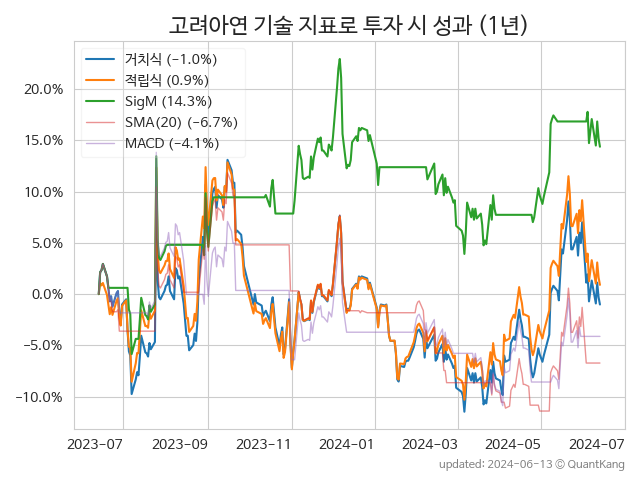 고려아연 기술 지표로 투자 시 성과 (1년)
거치식 (−1.0%)
적립식 (0.9%)
SigM (14.3%)
SMA(20) (−6.7%)
MACD (−4.1%)
20.0%
15.0%
10.0%
5.0%
0.0%
−5.0%
−10.0%
2023-07 2023-09 2023-11 2024-01 2024-03 2024-05 2024-07
updated: 2024-06-13 © QuantKang